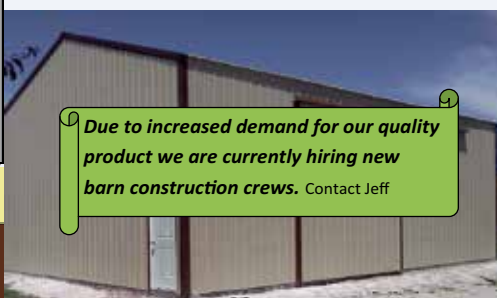 Due to increased demand for our quality
product we are currently hiring new
barn construction crews. Contact Jeff